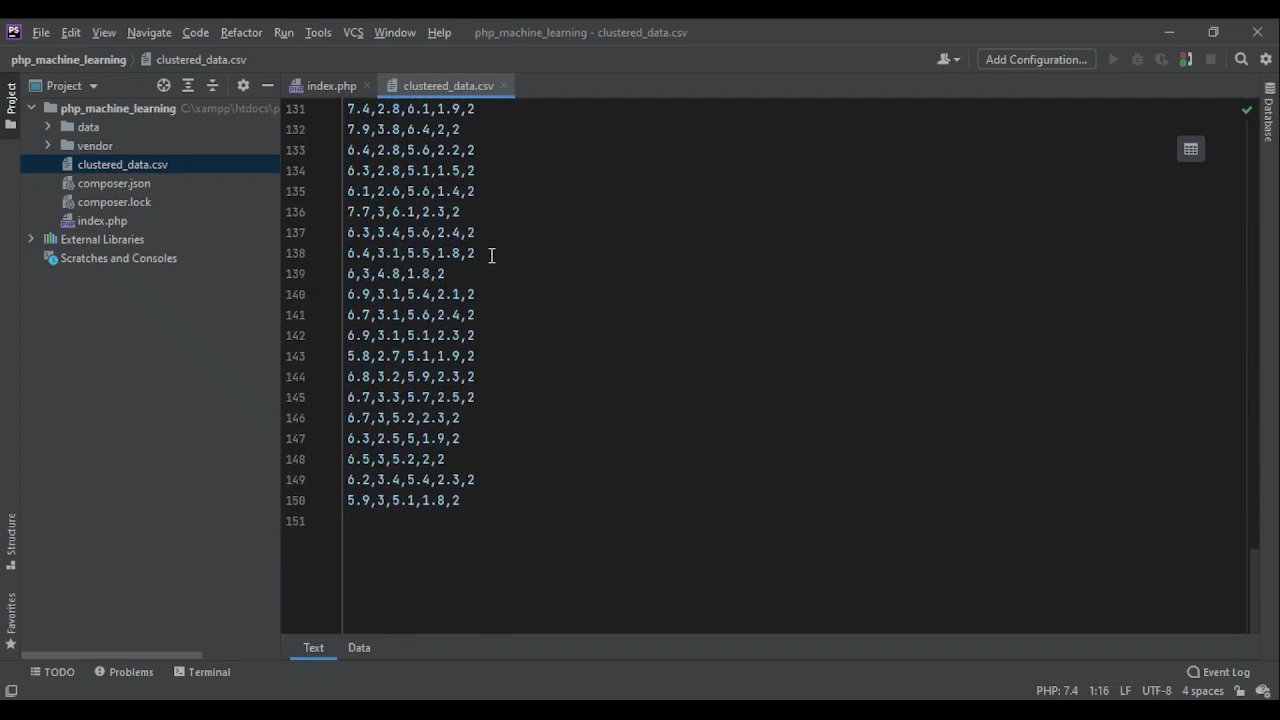 PS File Edit View Navigate Code Refactor Run Tools VCS Window Help php_machine_learning - clustered_data.csv
php_machine_learning clustered_data.csv Add Configuration...
Project Project index.php clustered_data.csv Database
php_machine_learning C:\xampp\htdocs\p
data
vendor
clustered_data.csv
composer.json
composer.lock
index.php
External Libraries
Scratches and Consoles
131 7.4,2.8,6.1,1.9,2
132 7.9,3.8,6.4,2,2
133 6.4,2.8,5.6,2.2,2
134 6.3,2.8,5.1,1.5,2
135 6.1,2.6,5.6,1.4,2
136 7.7,3,6.1,2.3,2
137 6.3,3.4,5.6,2.4,2
138 6.4,3.1,5.5,1.8,2
139 6,3,4.8,1.8,2
140 6.9,3.1,5.4,2.1,2
141 6.7,3.1,5.6,2.4,2
142 6.9,3.1,5.1,2.3,2
143 5.8,2.7,5.1,1.9,2
144 6.8,3.2,5.9,2.3,2
145 6.7,3.3,5.7,2.5,2
146 6.7,3,5.2,2.3,2
147 6.3,2.5,5,1.9,2
148 6.5,3,5.2,2,2
149 6.2,3.4,5.4,2.3,2
150 5.9,3,5.1,1.8,2
151
Structure
Favorites
Text Data
TODO Problems Terminal Event Log
PHP: 7.4 1:16 LF UTF-8 4 spaces